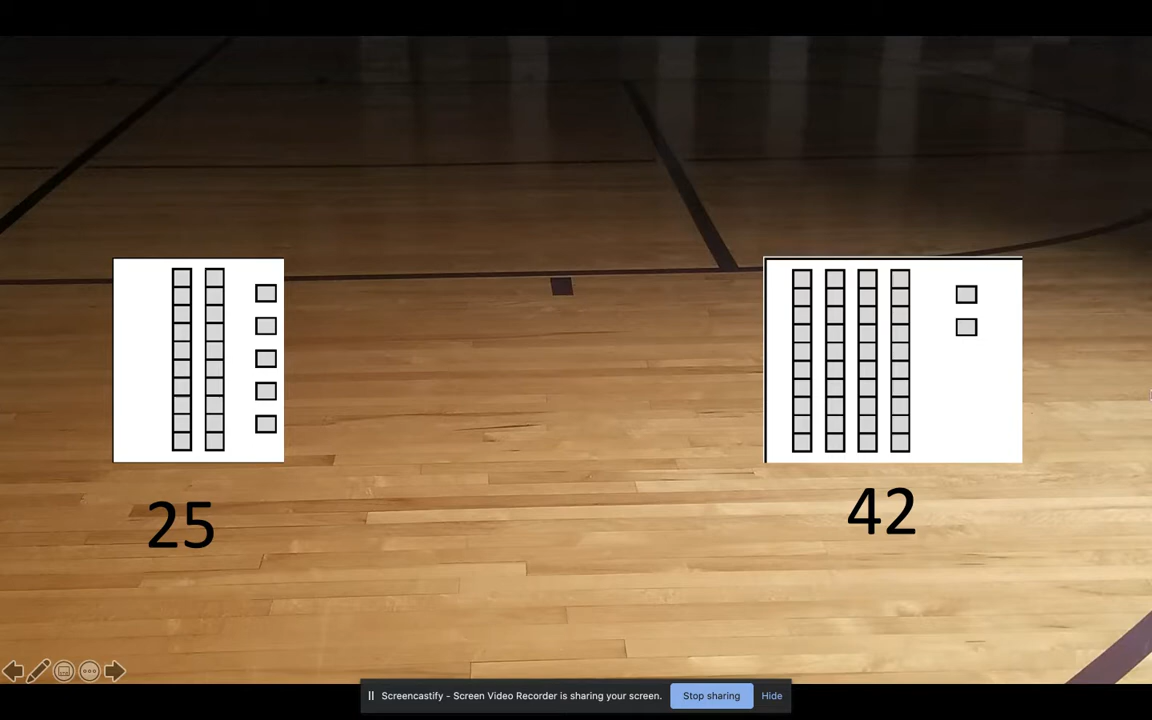 25
42
Screencastify - Screen Video Recorder is sharing your screen.
Stop sharing
Hide